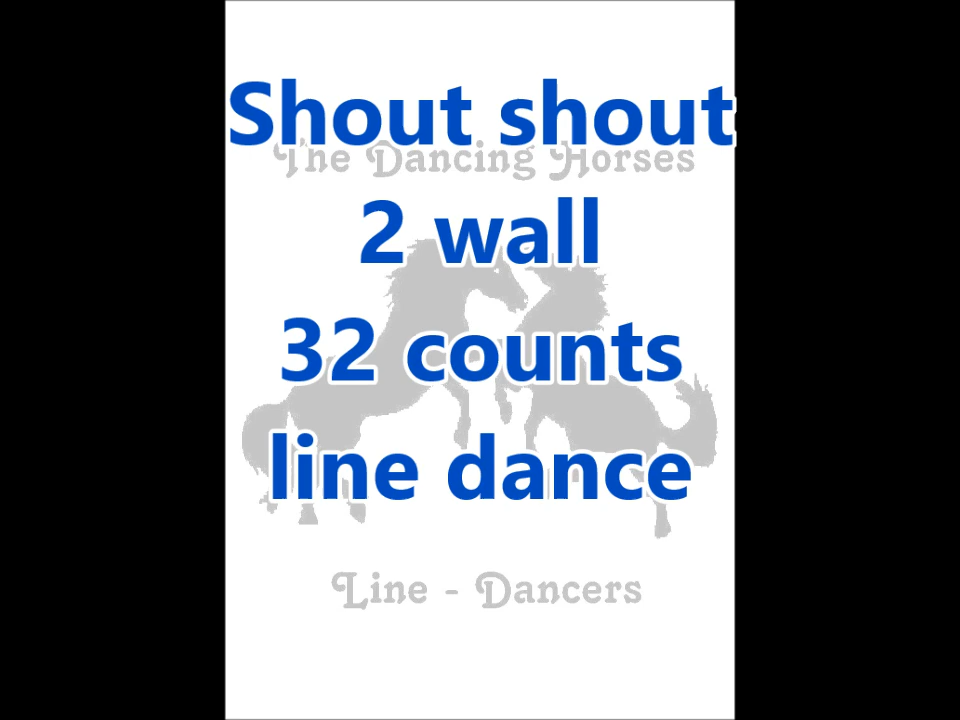 Shout shout
The Dancing Horses
2 wall
32 counts
line dance
Line - Dancers